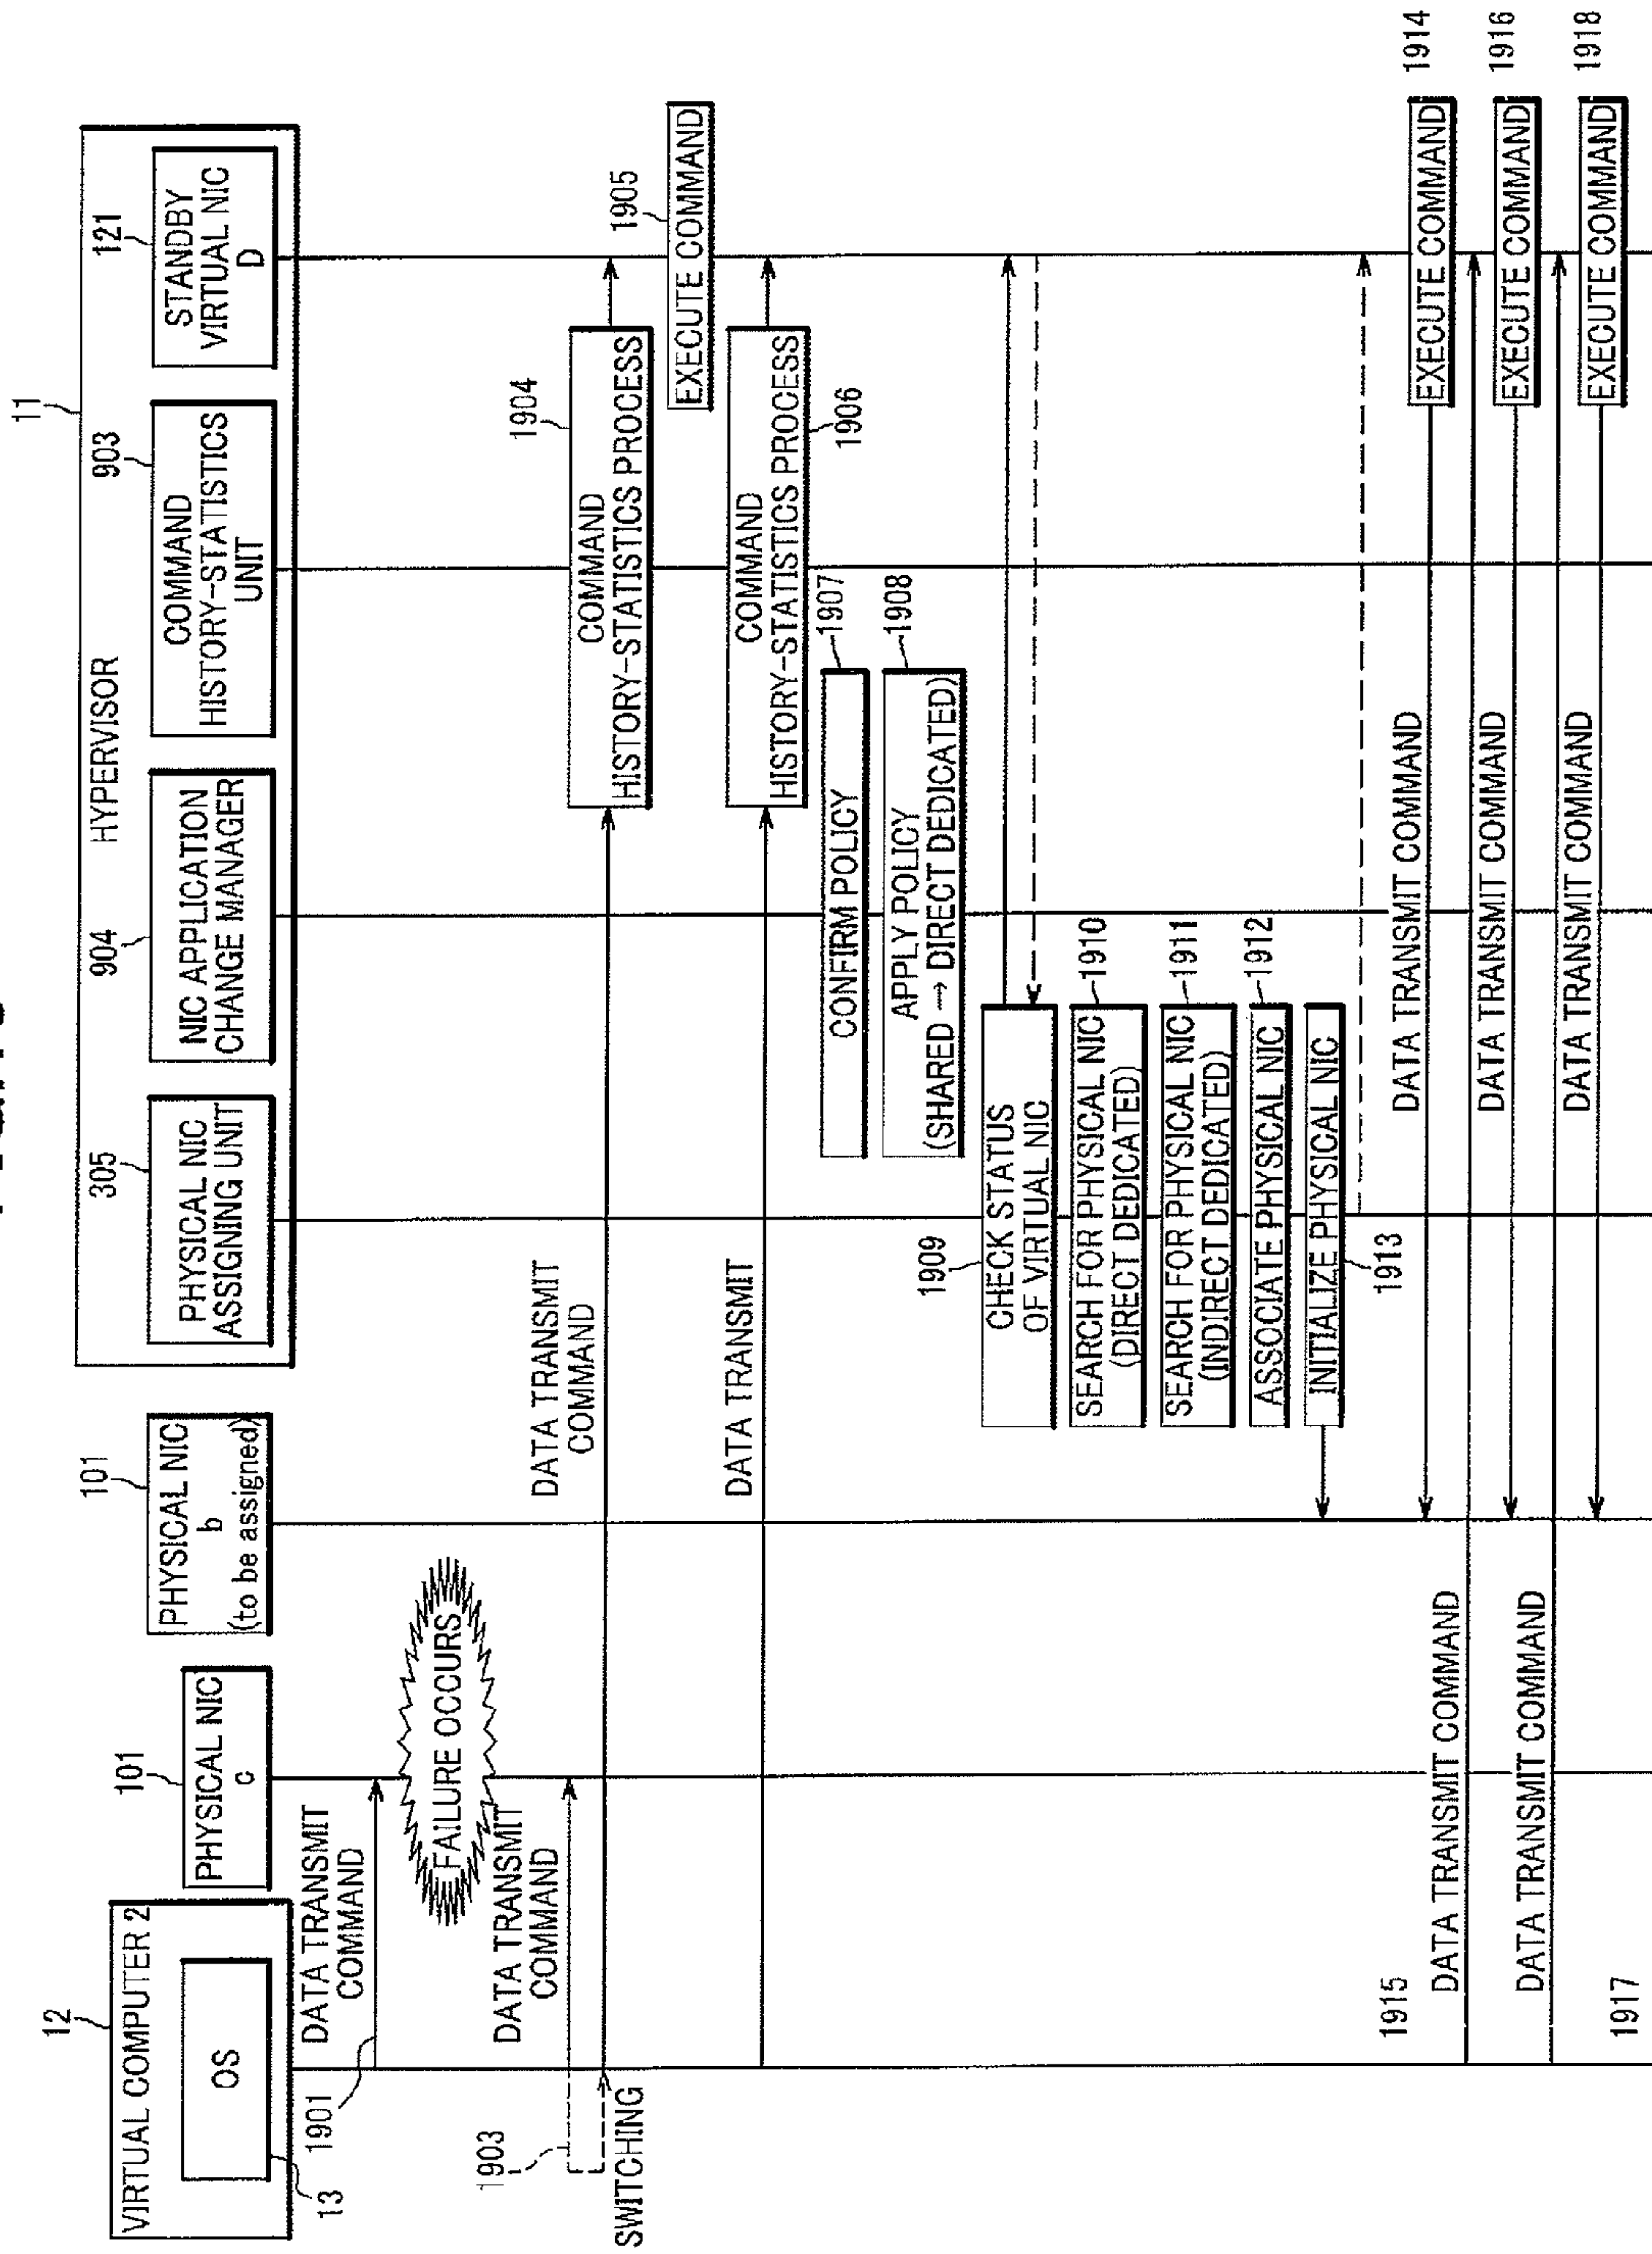 11
HYPERVISOR
12
VIRTUAL COMPUTER 2
OS
13
101
PHYSICAL NIC
c
101
PHYSICAL NIC
b
(to be assigned)
305
PHYSICAL NIC
ASSIGNING UNIT
904
NIC APPLICATION
CHANGE MANAGER
903
COMMAND
HISTORY-STATISTICS
UNIT
121
STANDBY
VIRTUAL NIC
D
1901
DATA TRANSMIT
COMMAND
FAILURE OCCURS
1903
DATA TRANSMIT
COMMAND
SWITCHING
DATA TRANSMIT
COMMAND
1904
COMMAND
HISTORY-STATISTICS PROCESS
1905
EXECUTE COMMAND
DATA TRANSMIT
COMMAND
HISTORY-STATISTICS PROCESS
1906
CONFIRM POLICY
1907
APPLY POLICY
(SHARED → DIRECT DEDICATED)
1908
1909
CHECK STATUS
OF VIRTUAL NIC
SEARCH FOR PHYSICAL NIC
(DIRECT DEDICATED)
1910
SEARCH FOR PHYSICAL NIC
(INDIRECT DEDICATED)
1911
ASSOCIATE PHYSICAL NIC
1912
INITIALIZE PHYSICAL NIC
1913
DATA TRANSMIT COMMAND
EXECUTE COMMAND
1914
1915
DATA TRANSMIT COMMAND
DATA TRANSMIT COMMAND
EXECUTE COMMAND
1916
DATA TRANSMIT COMMAND
1917
DATA TRANSMIT COMMAND
EXECUTE COMMAND
1918